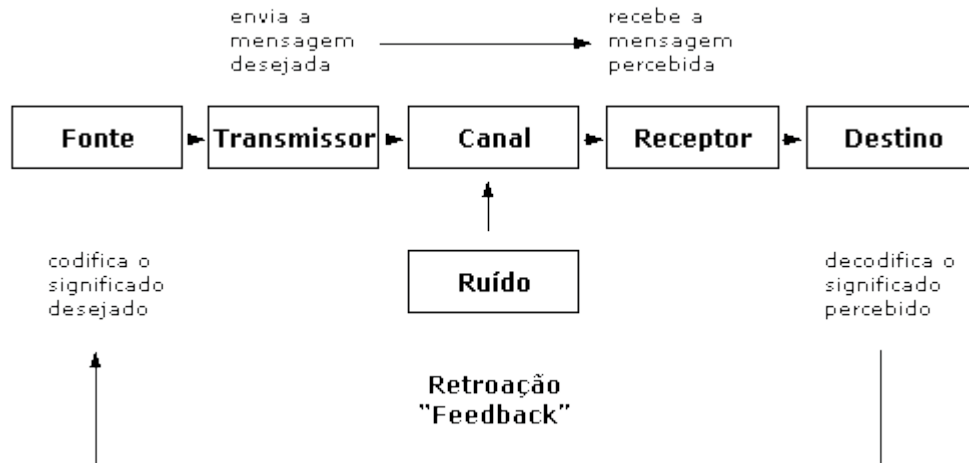 envia a
mensagem
desejada
recebe a
mensagem
percebida
Fonte
Transmissor
Canal
Receptor
Destino
codifica o
significado
desejado
Ruído
decodifica o
significado
percebido
Retroação
"Feedback"